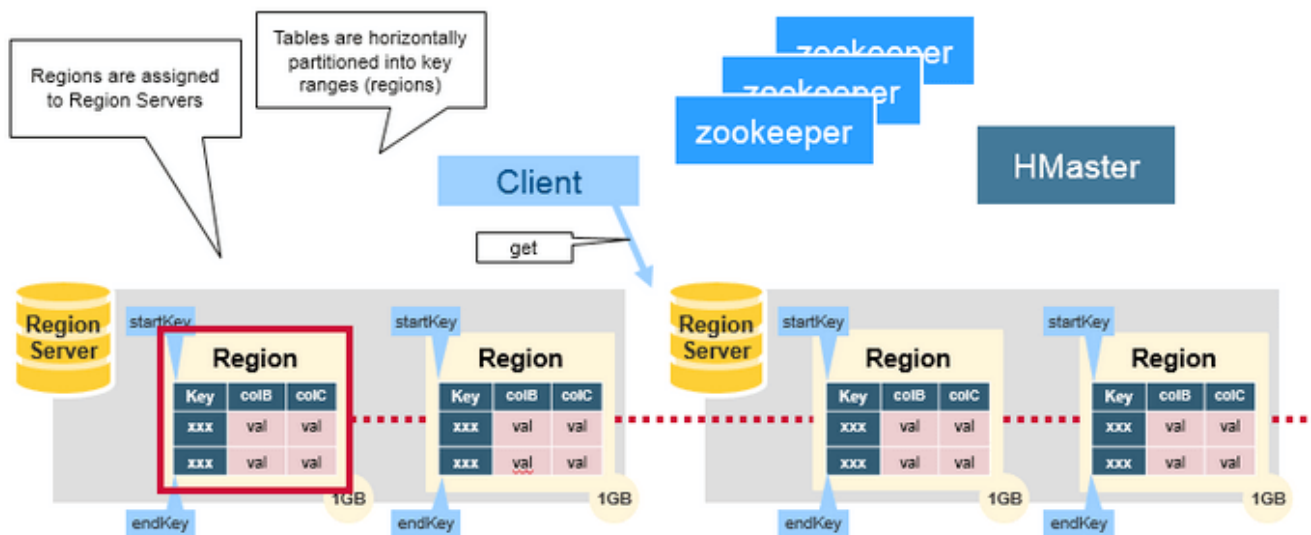 Regions are assigned
to Region Servers
Tables are horizontally
partitioned into key
ranges (regions)
zookeeper
zookeeper
zookeeper
HMaster
Client
get
Region
Server
startKey
Region
Key colB colC
xxx val val
xxx val val
endKey
1GB
startKey
Region
Key colB colC
xxx val val
xxx val val
endKey
1GB
Region
Server
startKey
Region
Key colB colC
xxx val val
xxx val val
endKey
1GB
startKey
Region
Key colB colC
xxx val val
xxx val val
endKey
1GB